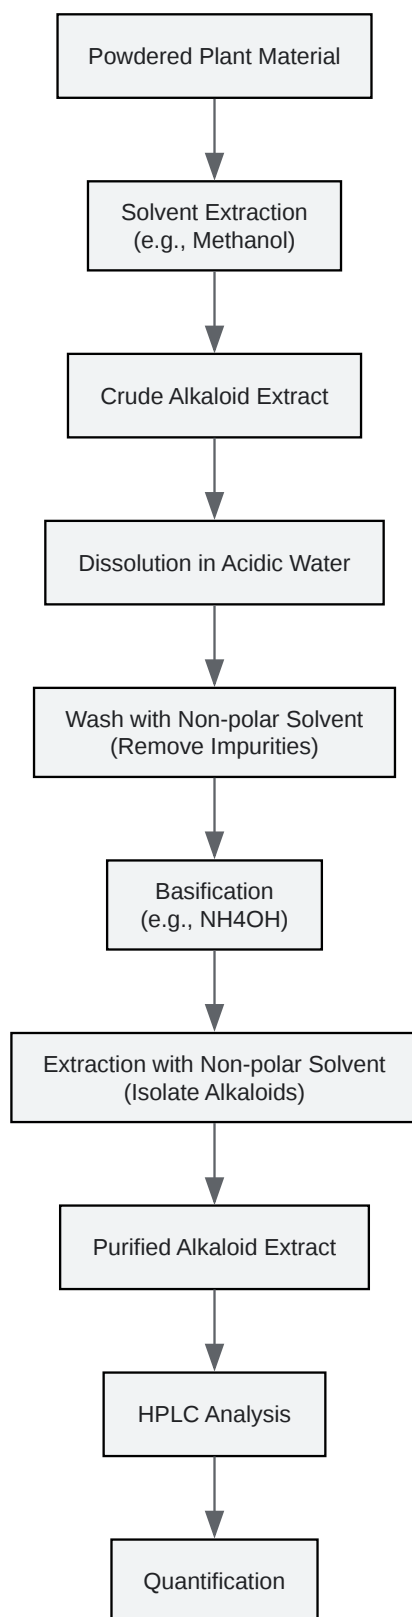 Powdered Plant Material
Solvent Extraction
(e.g., Methanol)
Crude Alkaloid Extract
Dissolution in Acidic Water
Wash with Non-polar Solvent
(Remove Impurities)
Basification
(e.g., NH4OH)
Extraction with Non-polar Solvent
(Isolate Alkaloids)
Purified Alkaloid Extract
HPLC Analysis
Quantification